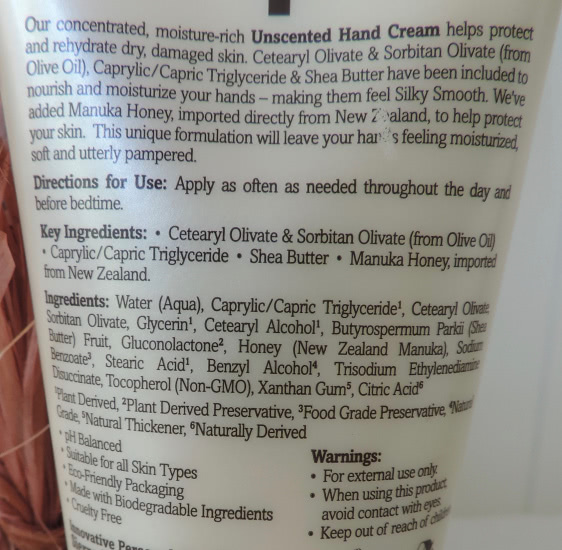 Our concentrated, moisture-rich Unscented Hand Cream helps protect
and rehydrate dry, damaged skin. Cetearyl Olivate & Sorbitan Olivate (from
Olive Oil), Caprylic/Capric Triglyceride & Shea Butter have been included to
nourish and moisturize your hands – making them feel Silky Smooth. We've
added Manuka Honey, imported directly from New Zealand, to help protect
your skin. This unique formulation will leave your hands feeling moisturized,
soft and utterly pampered.
Directions for Use: Apply as often as needed throughout the day and
before bedtime.
Key Ingredients: • Cetearyl Olivate & Sorbitan Olivate (from Olive Oil)
• Caprylic/Capric Triglyceride • Shea Butter • Manuka Honey, imported
from New Zealand.
Ingredients: Water (Aqua), Caprylic/Capric Triglyceride¹, Cetearyl Olivate,
Sorbitan Olivate, Glycerin¹, Cetearyl Alcohol¹, Butyrospermum Parkii (Shea
Butter) Fruit, Gluconolactone², Honey (New Zealand Manuka), Sodium
Benzoate³, Stearic Acid¹, Benzyl Alcohol⁴, Trisodium Ethylenediamine
Disuccinate, Tocopherol (Non-GMO), Xanthan Gum⁵, Citric Acid⁶
¹Plant Derived, ²Plant Derived Preservative, ³Food Grade Preservative, ⁴Natural
Grade, ⁵Natural Thickener, ⁶Naturally Derived
• pH Balanced
• Suitable for all Skin Types
• Eco-Friendly Packaging
• Made with Biodegradable Ingredients
• Cruelty Free
Warnings:
• For external use only.
• When using this product
avoid contact with eyes.
• Keep out of reach of children
Innovative